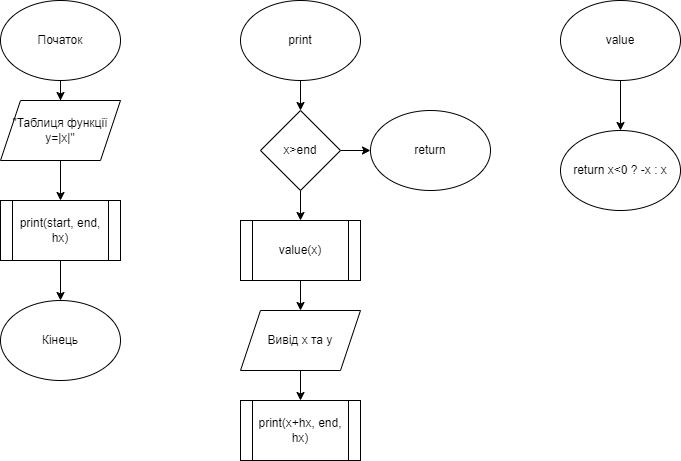 Початок
"Таблиця функції
y=|x|"
print(start, end,
hx)
Кінець
print
x>end
return
value(x)
Вивід x та y
print(x+hx, end,
hx)
value
return x<0 ? -x : x